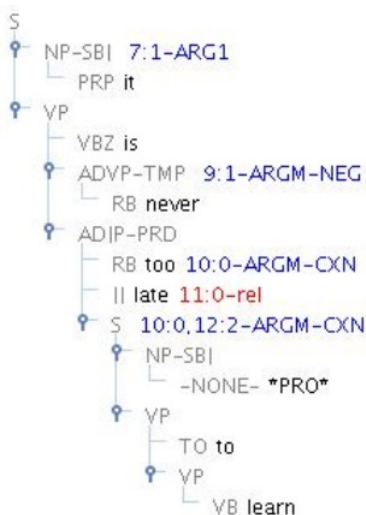 S
NP-SBJ 7:1-ARG1
PRP it
VP
VBZ is
ADVP-TMP 9:1-ARGM-NEG
RB never
ADJP-PRD
RB too 10:0-ARGM-CXN
JJ late 11:0-rel
S 10:0,12:2-ARGM-CXN
NP-SBJ
-NONE- *PRO*
VP
TO to
VP
VB learn